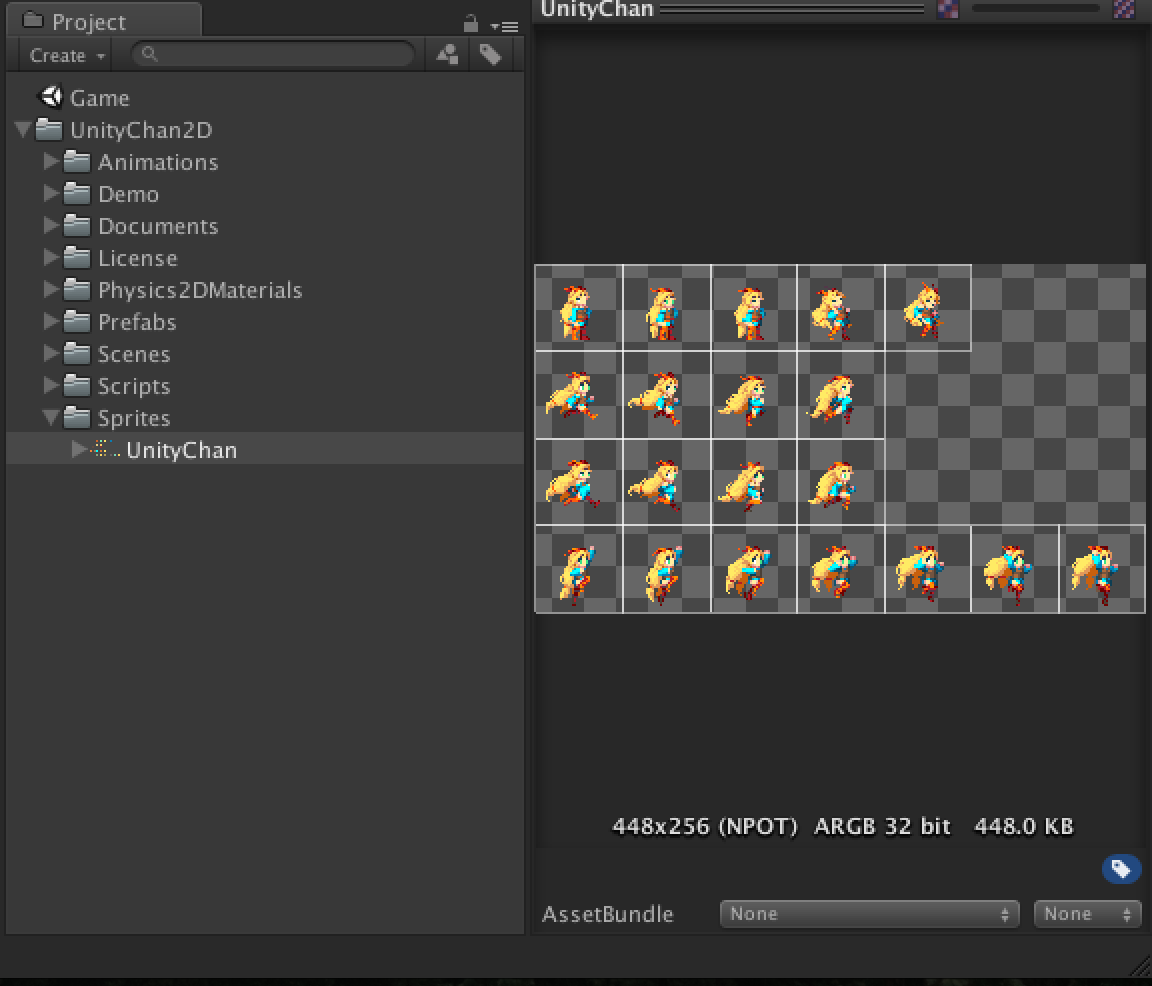 Project
Create
Game
UnityChan2D
Animations
Demo
Documents
License
Physics2DMaterials
Prefabs
Scenes
Scripts
Sprites
UnityChan
UnityChan
448x256 (NPOT) ARGB 32 bit 448.0 KB
AssetBundle None None